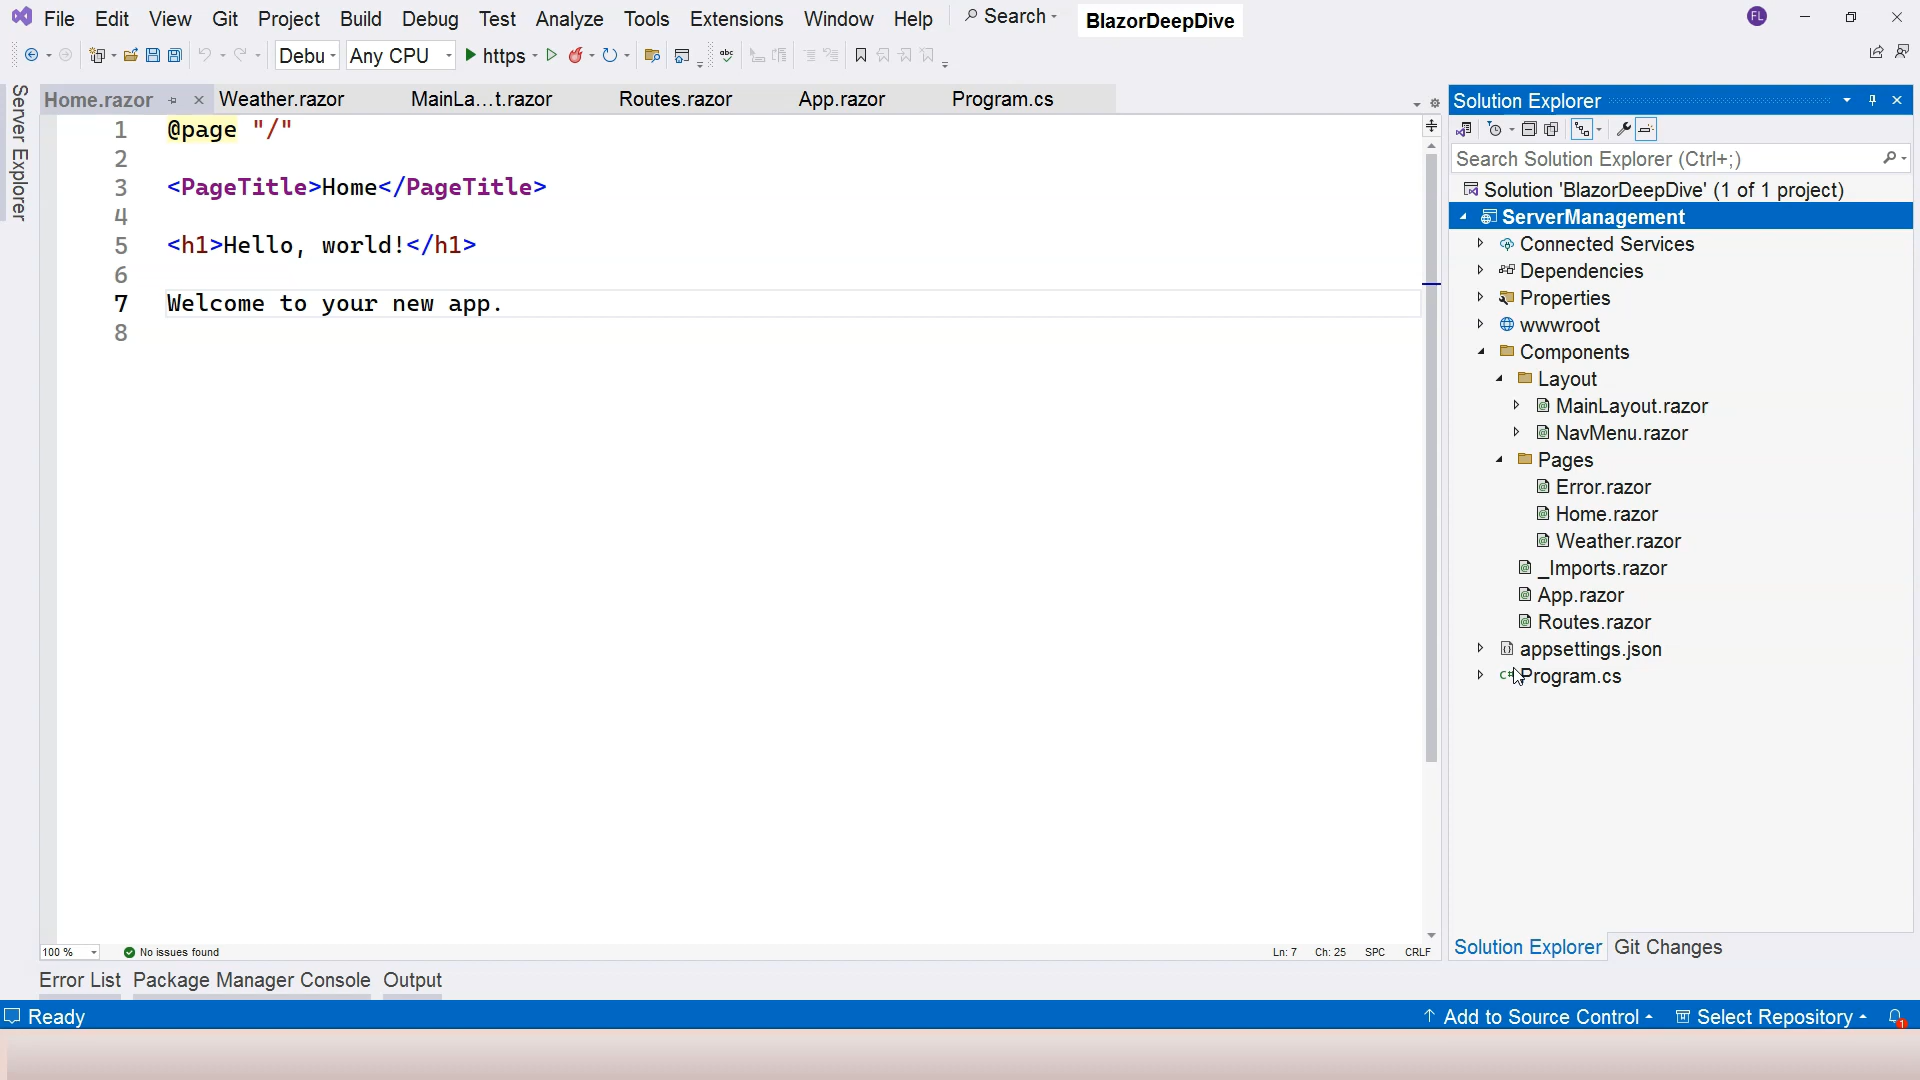 File Edit View Git Project Build Debug Test Analyze Tools Extensions Window Help Search BlazorDeepDive FL
Debu Any CPU https abc
Server Explorer
Home.razor Weather.razor MainLa...t.razor Routes.razor App.razor Program.cs
1 @page "/"
2
3 <PageTitle>Home</PageTitle>
4
5 <h1>Hello, world!</h1>
6
7 Welcome to your new app.
8
100 % No issues found Ln: 7 Ch: 25 SPC CRLF
Solution Explorer
Search Solution Explorer (Ctrl+;)
Solution 'BlazorDeepDive' (1 of 1 project)
ServerManagement
Connected Services
Dependencies
Properties
wwwroot
Components
Layout
MainLayout.razor
NavMenu.razor
Pages
Error.razor
Home.razor
Weather.razor
_Imports.razor
App.razor
Routes.razor
appsettings.json
C# Program.cs
Solution Explorer Git Changes
Error List Package Manager Console Output
Ready Add to Source Control Select Repository 1